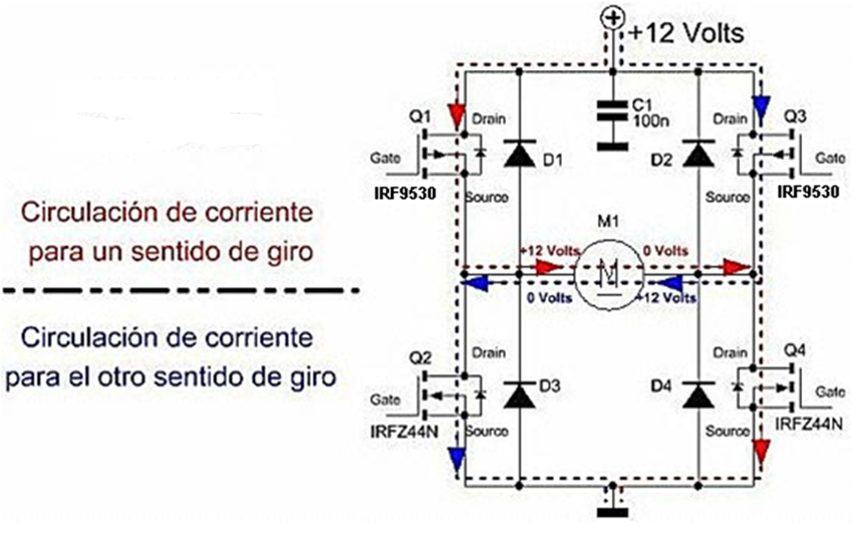 +12 Volts
Q1
Drain
C1
100n
Drain
Q3
Gate
D1
D2
Gate
IRF9530
Source
Source
IRF9530
Circulación de corriente
para un sentido de giro
M1
+12 Volts
0 Volts
0 Volts
+12 Volts
Circulación de corriente
para el otro sentido de giro
Q2
Drain
Drain
Q4
Gate
D3
D4
Gate
IRFZ44N
Source
Source
IRFZ44N